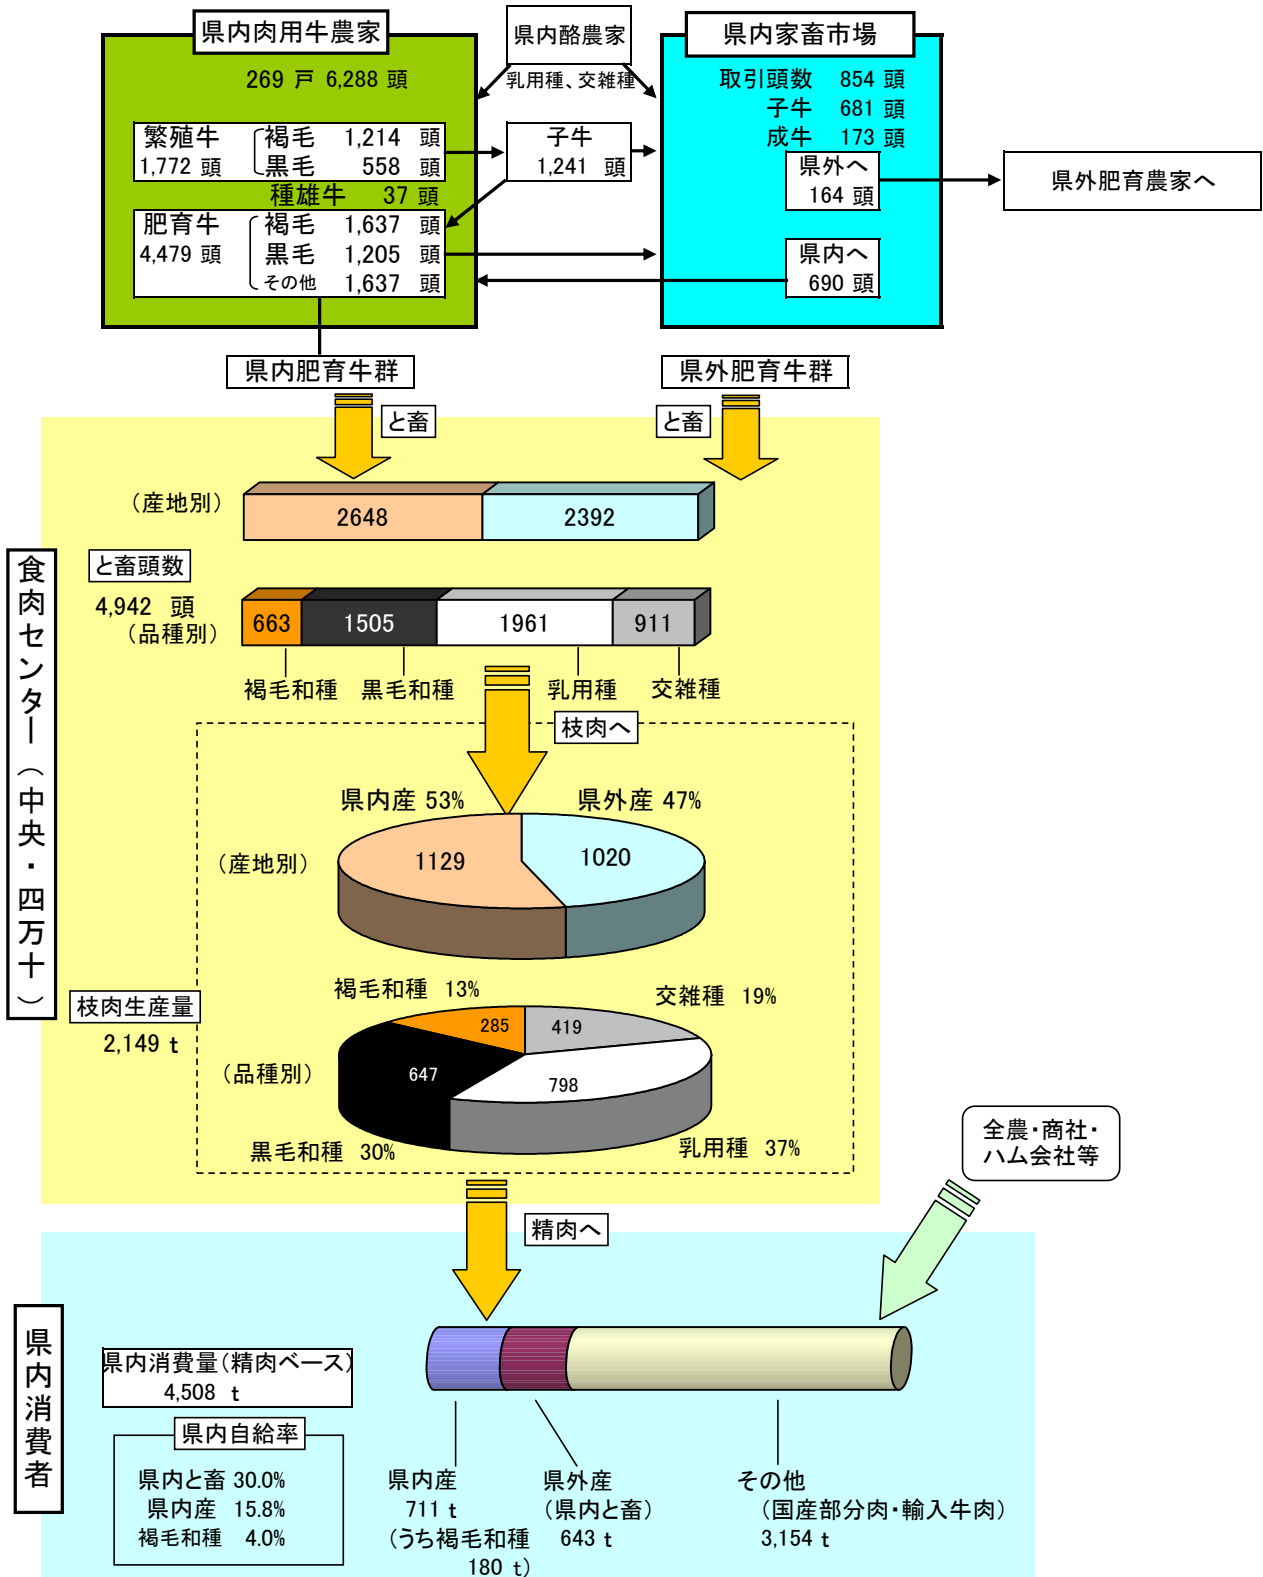 県内肉用牛農家
269 戸 6,288 頭
繁殖牛
1,772 頭
褐毛 1,214 頭
黒毛 558 頭
種雄牛 37 頭
肥育牛
4,479 頭
褐毛 1,637 頭
黒毛 1,205 頭
その他 1,637 頭
県内酪農家
乳用種、交雑種
子牛
1,241 頭
県内家畜市場
取引頭数 854 頭
子牛 681 頭
成牛 173 頭
県外へ
164 頭
県内へ
690 頭
県外肥育農家へ
県内肥育牛群
県外肥育牛群
と畜
と畜
食肉センター（中央・四万十）
（産地別）
2648
2392
と畜頭数
4,942 頭
（品種別）
663
1505
1961
911
褐毛和種
黒毛和種
乳用種
交雑種
枝肉へ
県内産 53%
県外産 47%
（産地別）
1129
1020
枝肉生産量
2,149 t
褐毛和種 13%
交雑種 19%
（品種別）
285
419
647
798
黒毛和種 30%
乳用種 37%
精肉へ
全農・商社・
ハム会社等
県内消費者
県内消費量（精肉ベース）
4,508 t
県内自給率
県内と畜 30.0%
県内産 15.8%
褐毛和種 4.0%
県内産
711 t
（うち褐毛和種
180 t）
県外産
（県内と畜）
643 t
その他
（国産部分肉・輸入牛肉）
3,154 t